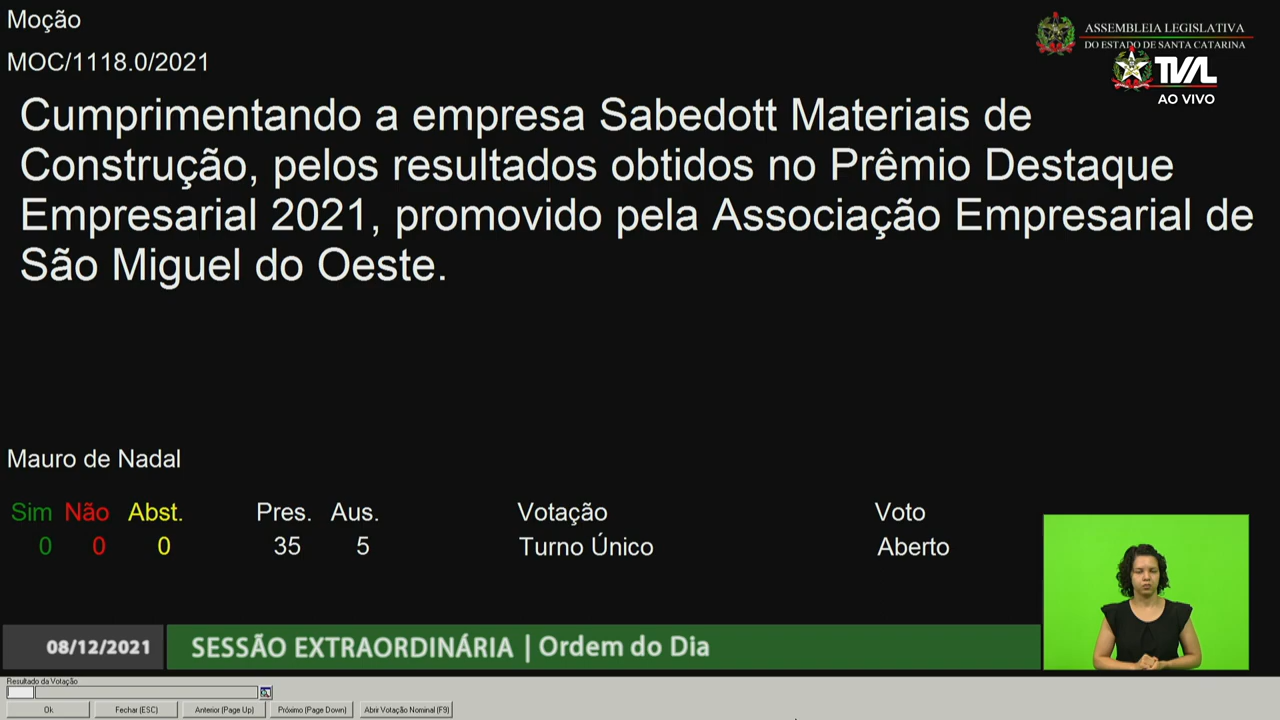 Moção
MOC/1118.0/2021
ASSEMBLEIA LEGISLATIVA
DO ESTADO DE SANTA CATARINA
TVAL
AO VIVO
Cumprimentando a empresa Sabedott Materiais de
Construção, pelos resultados obtidos no Prêmio Destaque
Empresarial 2021, promovido pela Associação Empresarial de
São Miguel do Oeste.
Mauro de Nadal
Sim Não Abst. Pres. Aus. Votação Voto
0 0 0 35 5 Turno Único Aberto
08/12/2021 SESSÃO EXTRAORDINÁRIA | Ordem do Dia
Resultado da Votação
Ok Fechar (ESC) Anterior (Page Up) Próximo (Page Down) Abrir Votação Nominal (F9)